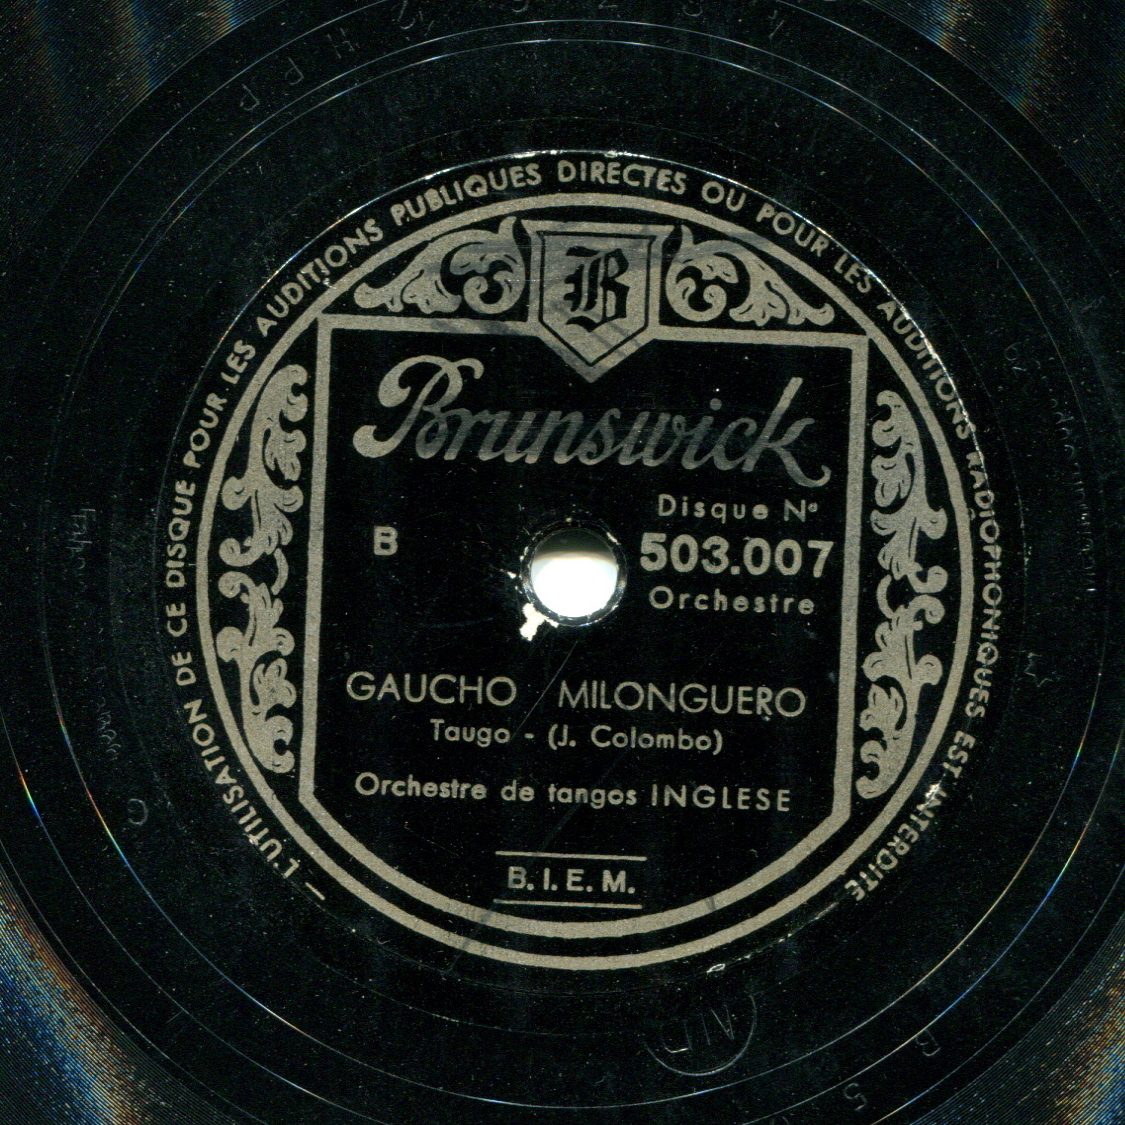 — L'UTILISATION DE CE DISQUE POUR LES AUDITIONS PUBLIQUES DIRECTES OU POUR LES AUDITIONS RADIOPHONIQUES EST INTERDITE
B
Brunswick
Disque Nº
B
503.007
Orchestre
GAUCHO MILONGUERO
Taugo - (J. Colombo)
Orchestre de tangos INGLESE
B. I. E. M.